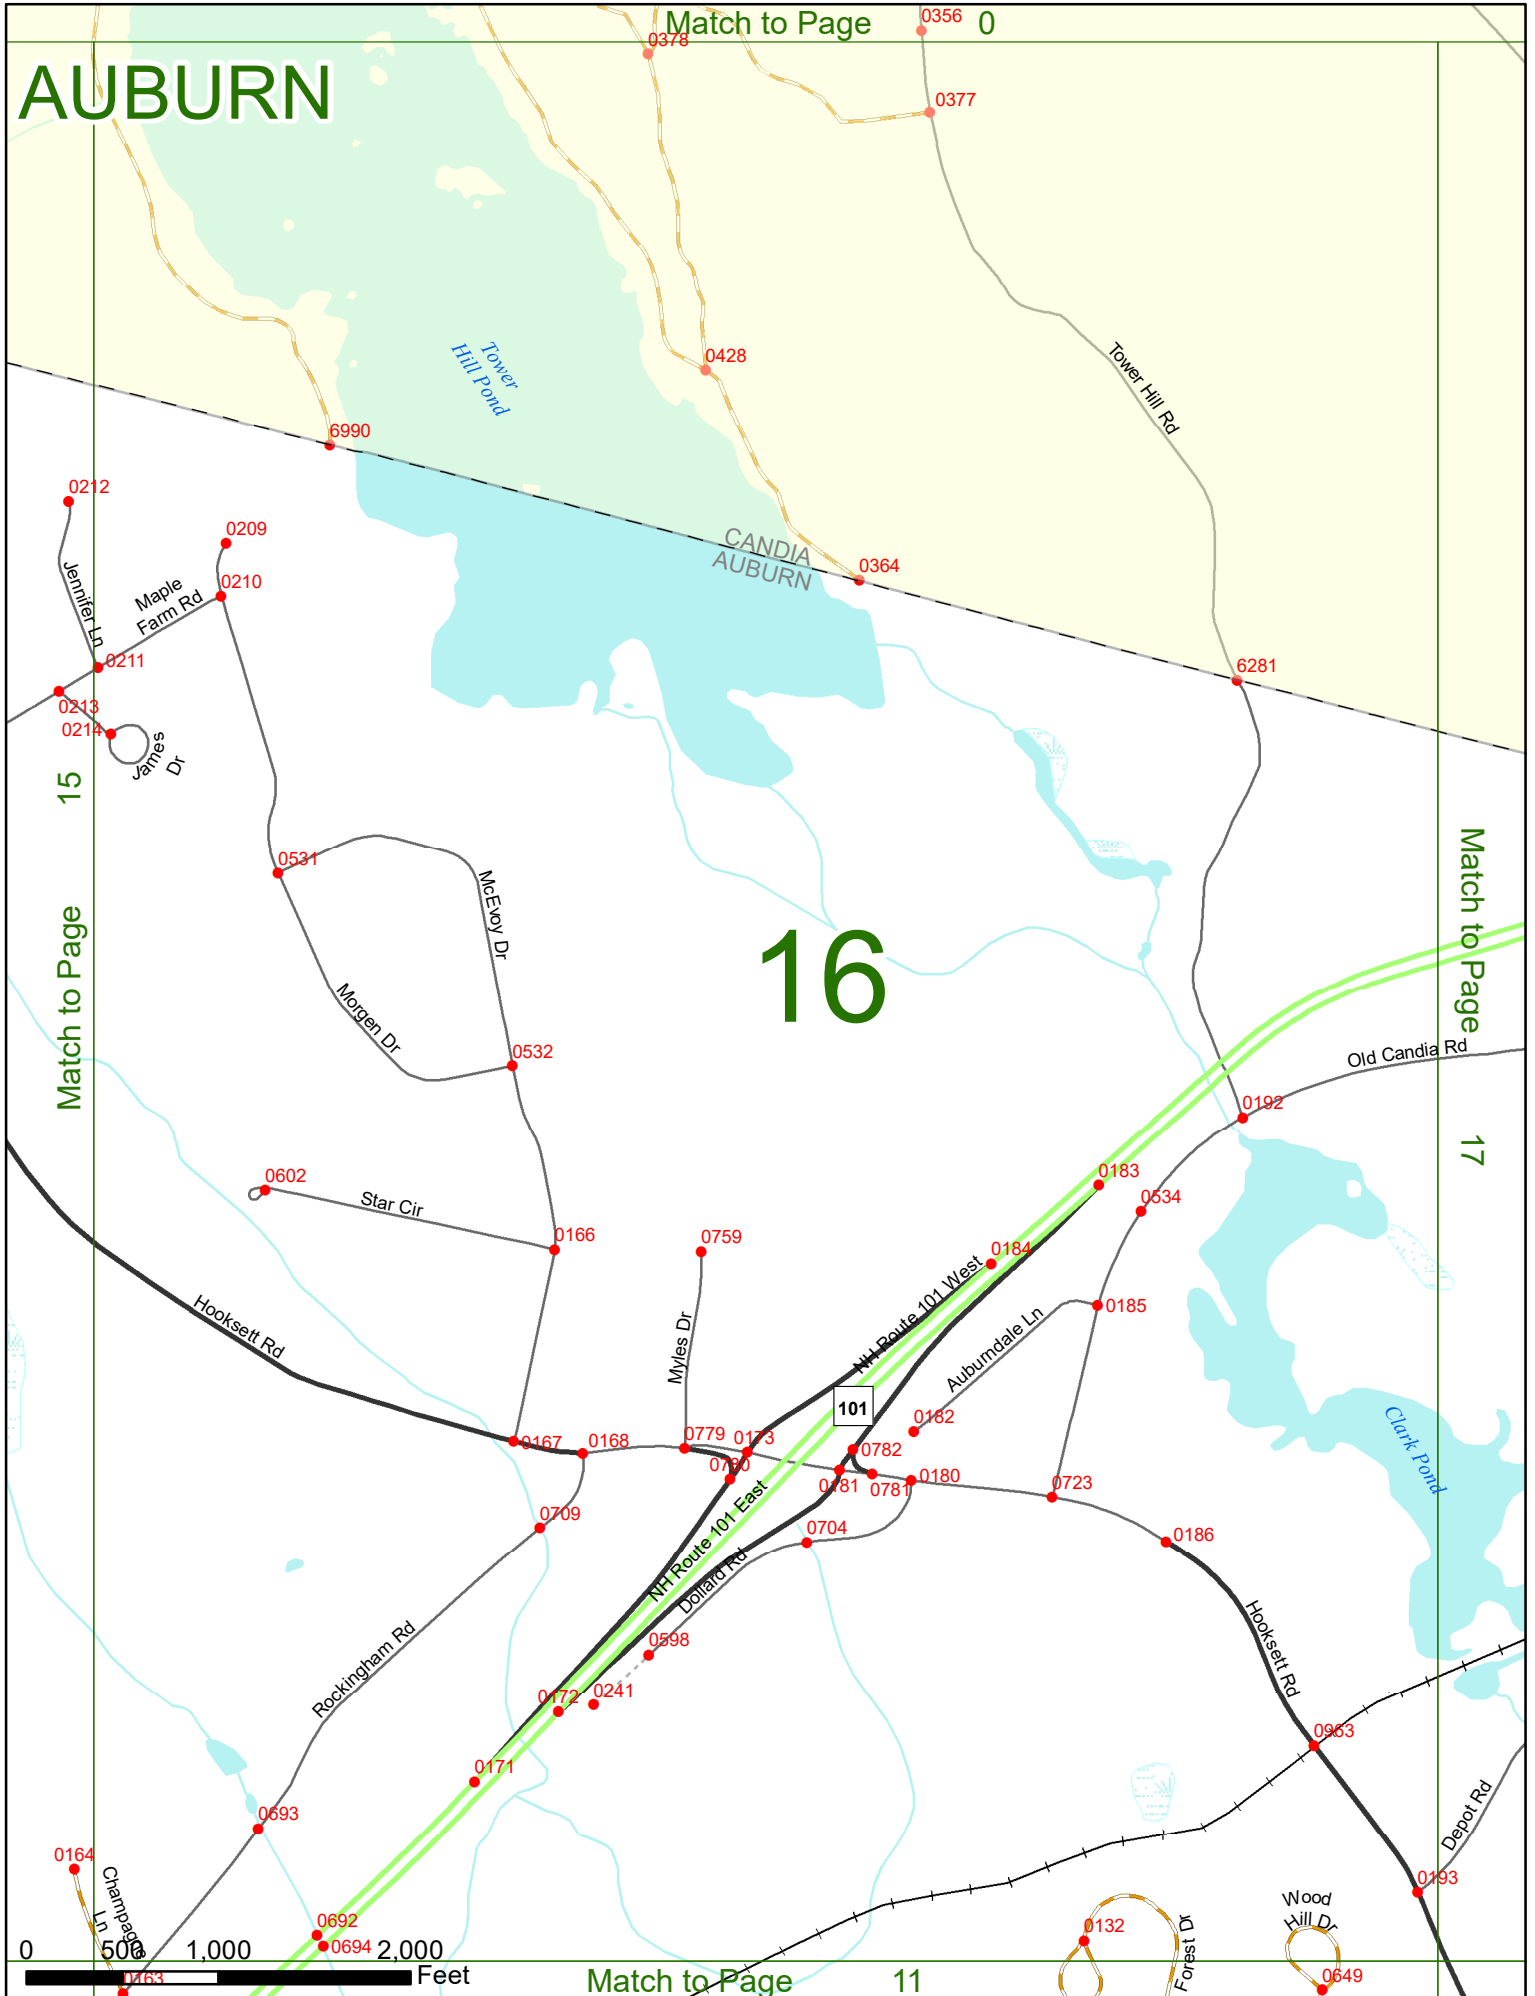 Match to Page 0
0356
0378
AUBURN
0377
Tower
Hill Pond
0428
Tower Hill Rd
6990
0212
0209
CANDIA
AUBURN
0364
0210
Jennifer Ln
Maple
Farm Rd
0211
6281
0213
0214
James
Dr
15
Match to Page
0531
McEvoy Dr
16
Match to Page
17
Morgen Dr
0532
Old Candia Rd
0192
0602
Star Cir
0183
0534
0166
0759
0184
NH Route 101 West
0185
Hooksett Rd
Myles Dr
Auburndale Ln
101
0182
Clark Pond
0167
0168
0779
0173
0782
0780
0181
0781
0180
0723
NH Route 101 East
0709
0704
0186
Dollard Rd
Hooksett Rd
Rockingham Rd
0598
0172
0241
0963
0171
Depot Rd
0693
0164
Champagne
Ln
0193
Wood
Hill Dr
0132
Forest Dr
0692
0694
0 500 1,000 2,000
Feet
0163
0649
Match to Page 11